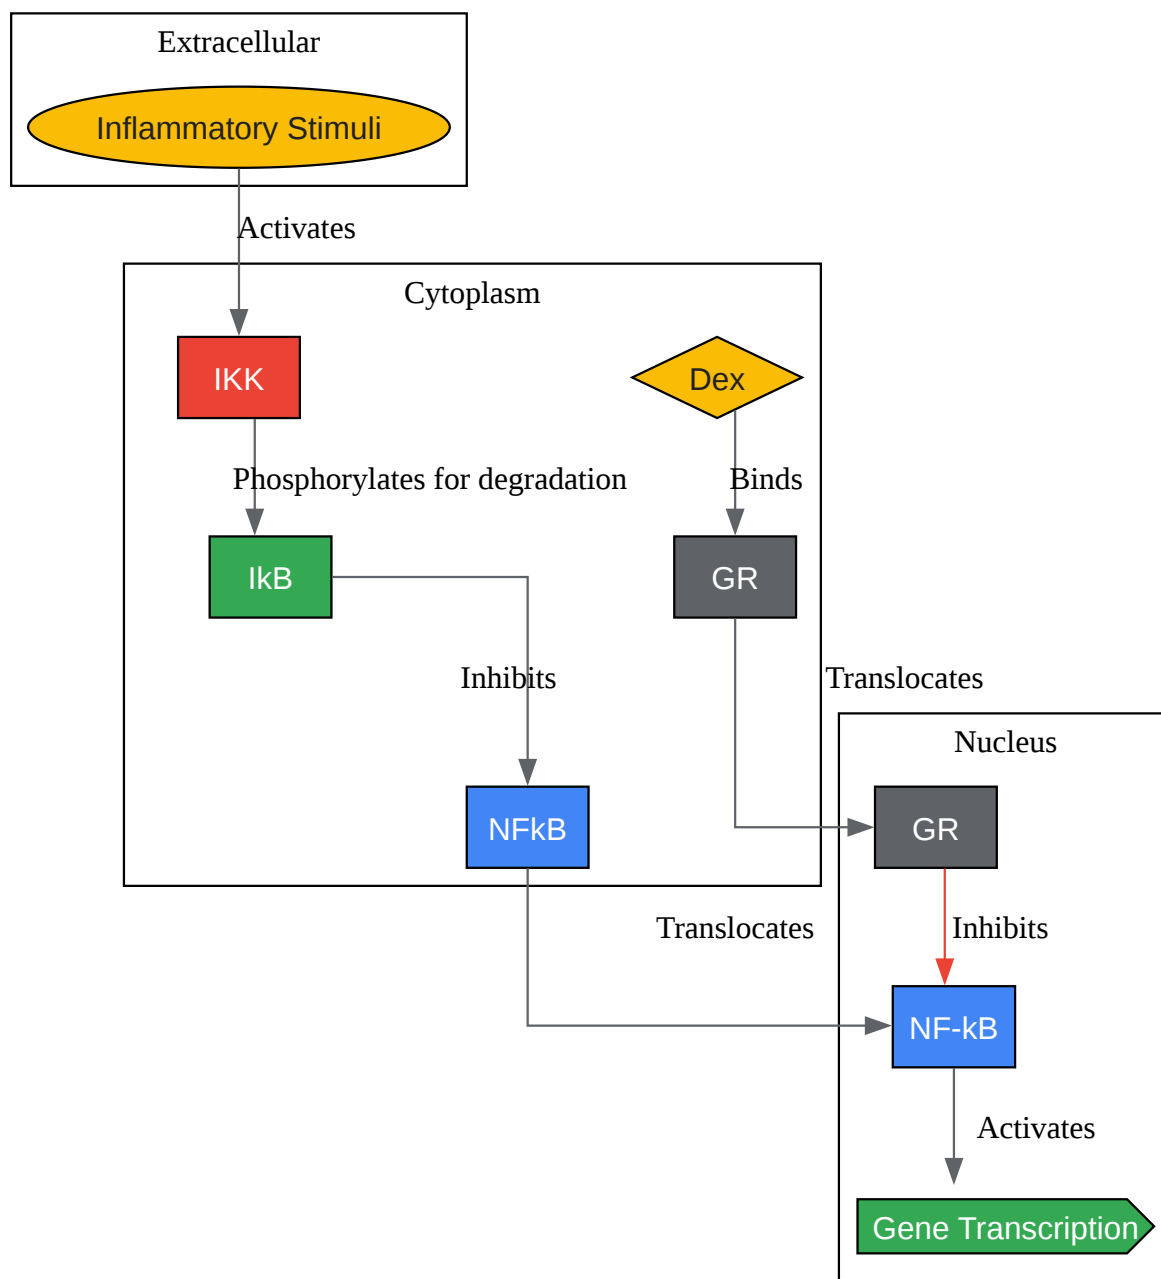 Extracellular
Inflammatory Stimuli
Activates
Cytoplasm
IKK
Dex
Phosphorylates for degradation
Binds
IkB
GR
Inhibits
Translocates
Nucleus
NFkB
GR
Translocates
Inhibits
NF-kB
Activates
Gene Transcription